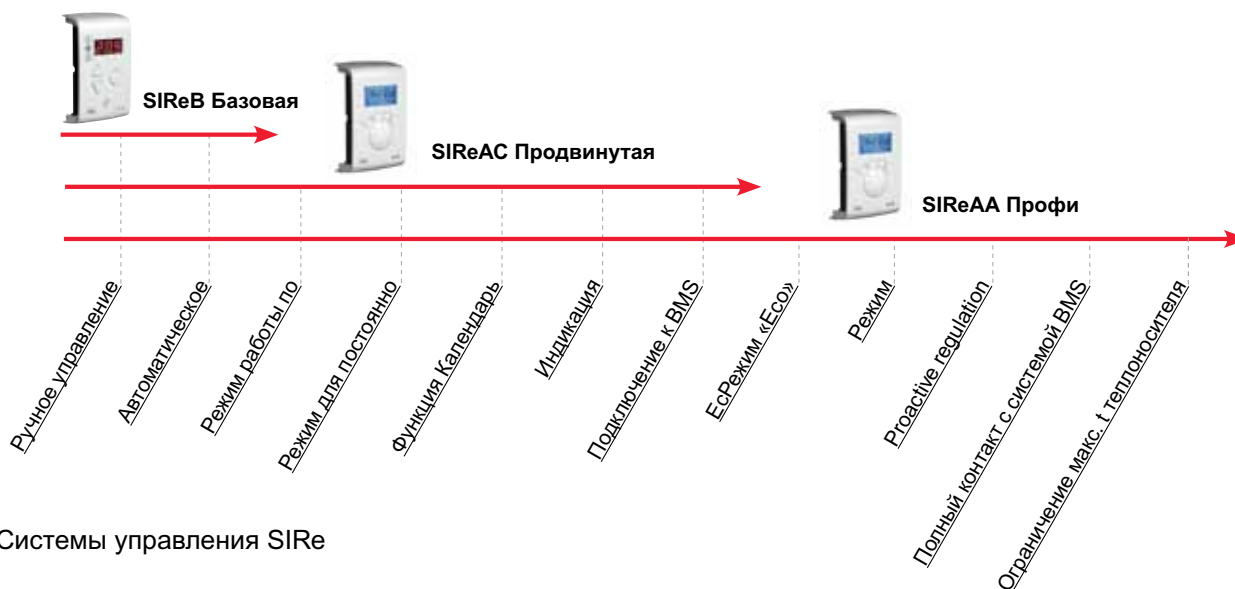 SIReB Базовая
SIReAC Продвинутая
SIReAA Профи
Ручное управление
Автоматическое
Режим работы по
Режим для постоянно
Функция Календарь
Индикация
Подключение к BMS
EcРежим «Eco»
Режим
Proactive regulation
Полный контакт с системой BMS
Ограничение макс. t теплоносителя
Системы управления SIRe